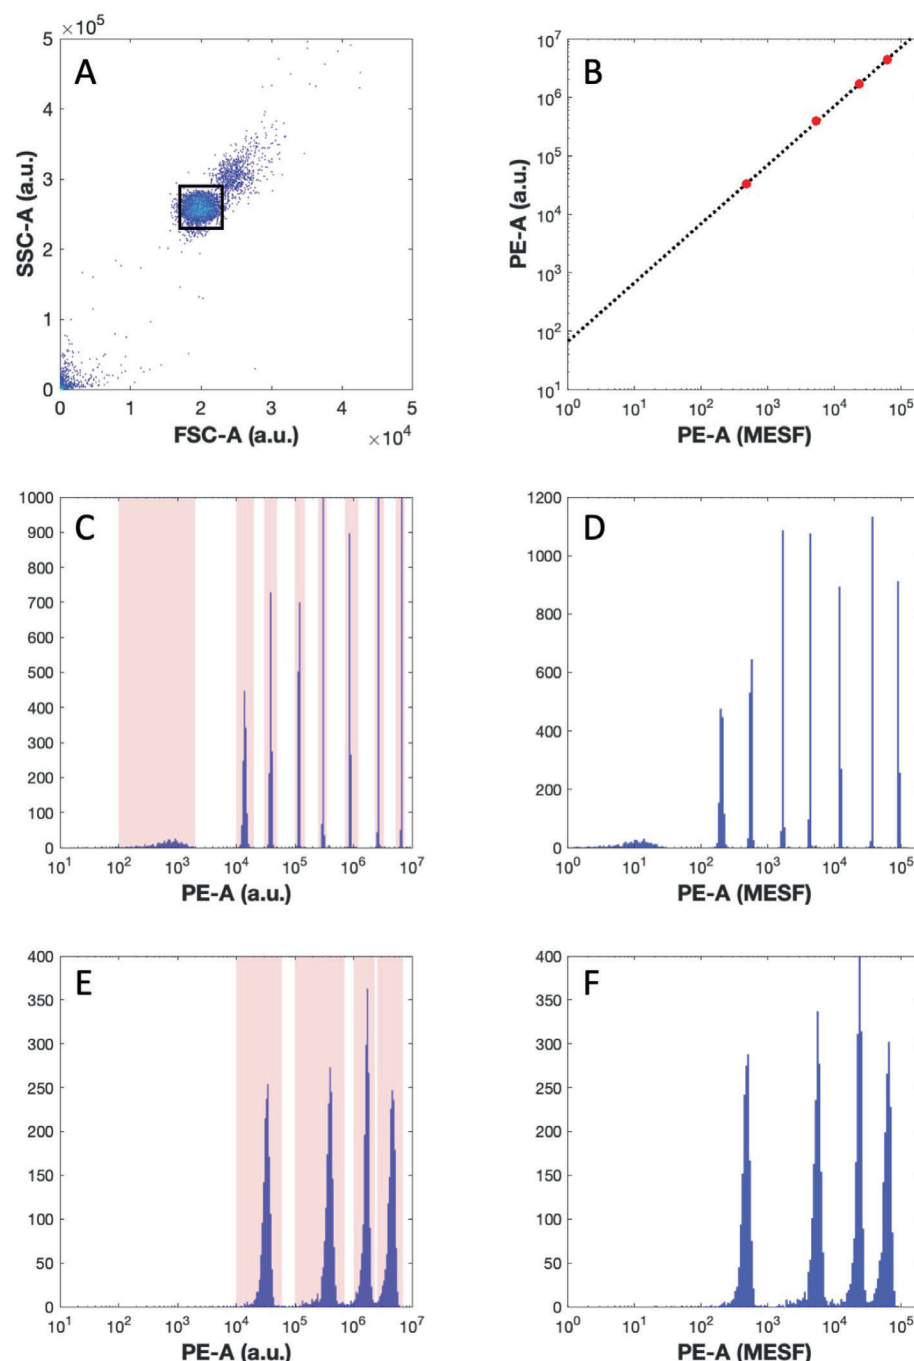 ×10⁵
A
5
4
3
2
1
0
SSC-A (a.u.)
0 1 2 3 4 5
FSC-A (a.u.) ×10⁴
B
10⁷
10⁶
10⁵
10⁴
10³
10²
10¹
PE-A (a.u.)
10⁰ 10¹ 10² 10³ 10⁴ 10⁵
PE-A (MESF)
C
1000
900
800
700
600
500
400
300
200
100
0
10¹ 10² 10³ 10⁴ 10⁵ 10⁶ 10⁷
PE-A (a.u.)
D
1200
1000
800
600
400
200
0
10⁰ 10¹ 10² 10³ 10⁴ 10⁵
PE-A (MESF)
E
400
350
300
250
200
150
100
50
0
10¹ 10² 10³ 10⁴ 10⁵ 10⁶ 10⁷
PE-A (a.u.)
F
400
350
300
250
200
150
100
50
0
10⁰ 10¹ 10² 10³ 10⁴ 10⁵
PE-A (MESF)